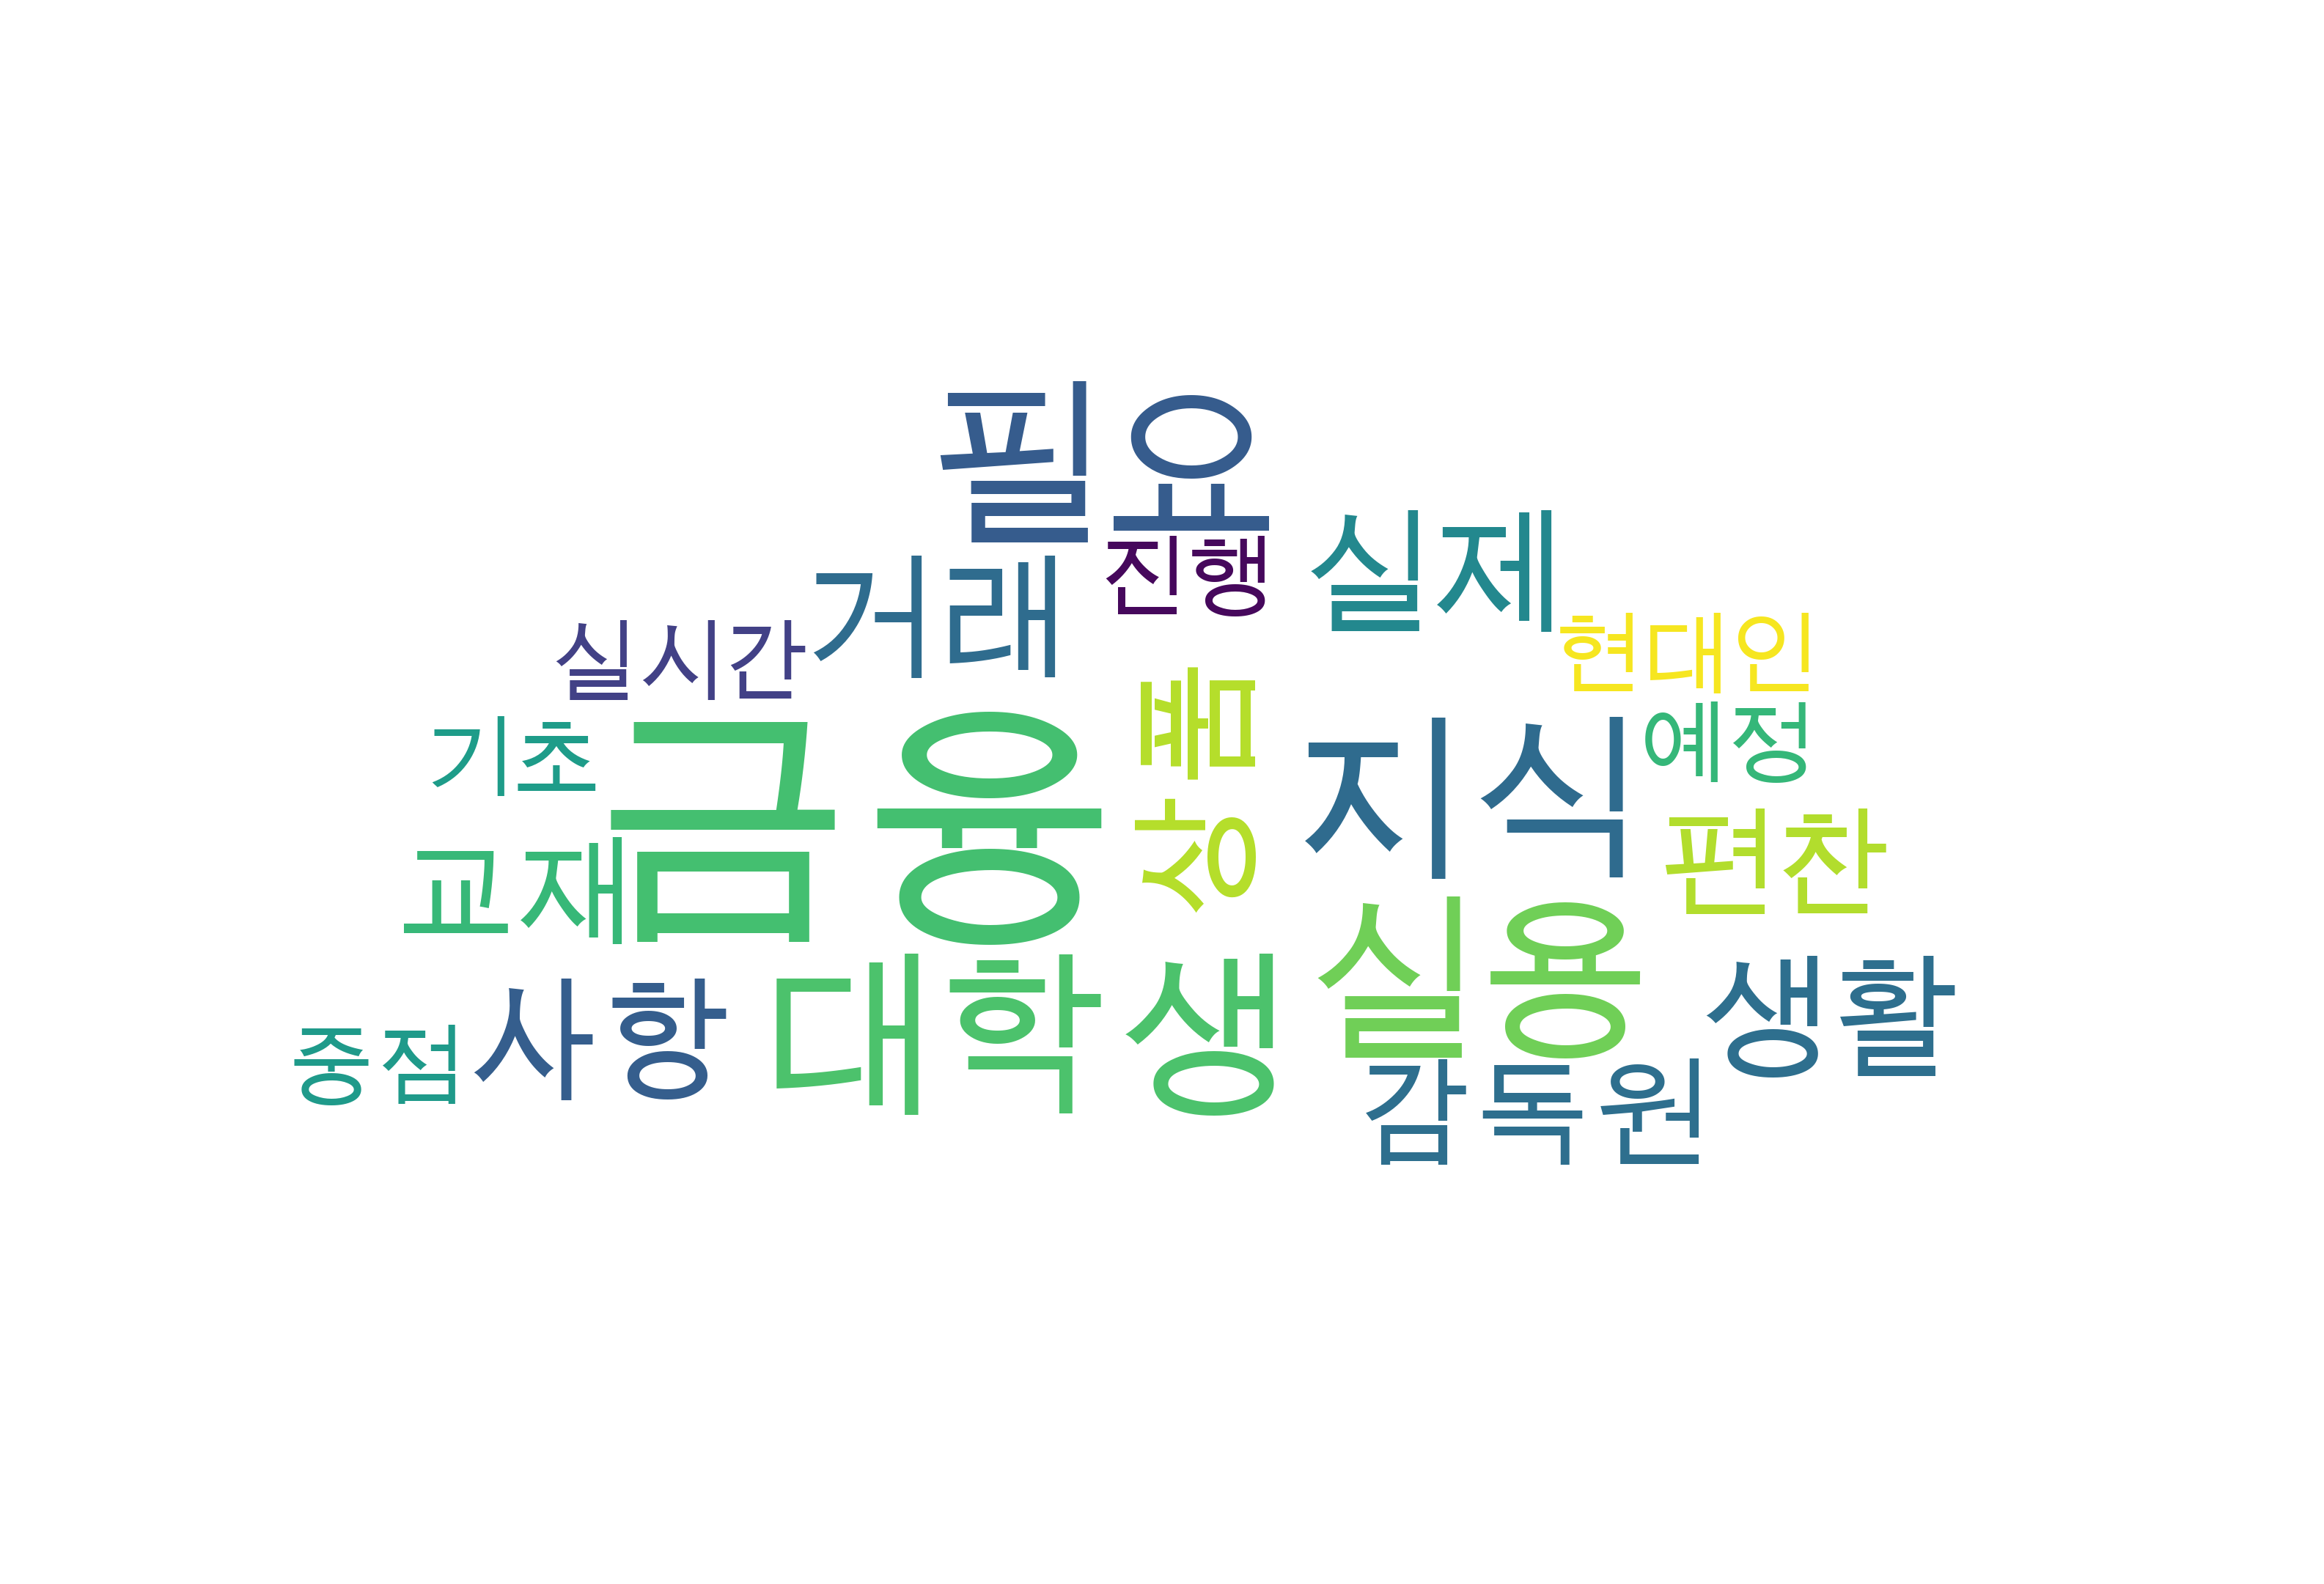 필요
실제
진행
거래
실시간
현대인
상품
기초
금융
지식
예정
교재
편찬
실용
대학생
생활
사항
중점
감독원